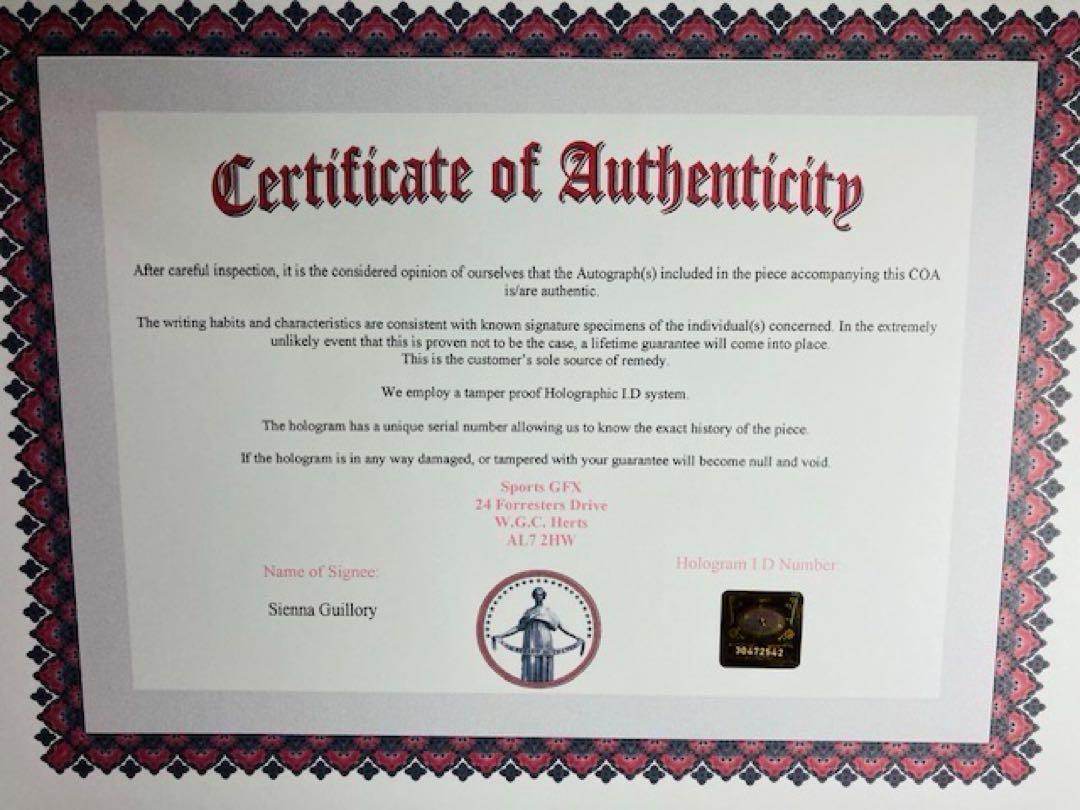 Certificate of Authenticity
After careful inspection, it is the considered opinion of ourselves that the Autograph(s) included in the piece accompanying this COA
is/are authentic.
The writing habits and characteristics are consistent with known signature specimens of the individual(s) concerned. In the extremely
unlikely event that this is proven not to be the case, a lifetime guarantee will come into place.
This is the customer's sole source of remedy.
We employ a tamper proof Holographic I.D system.
The hologram has a unique serial number allowing us to know the exact history of the piece.
If the hologram is in any way damaged, or tampered with your guarantee will become null and void.
Sports GFX
24 Forresters Drive
W.G.C. Herts
AL7 2HW
Name of Signee:
Hologram I D Number:
Sienna Guillory
30472942